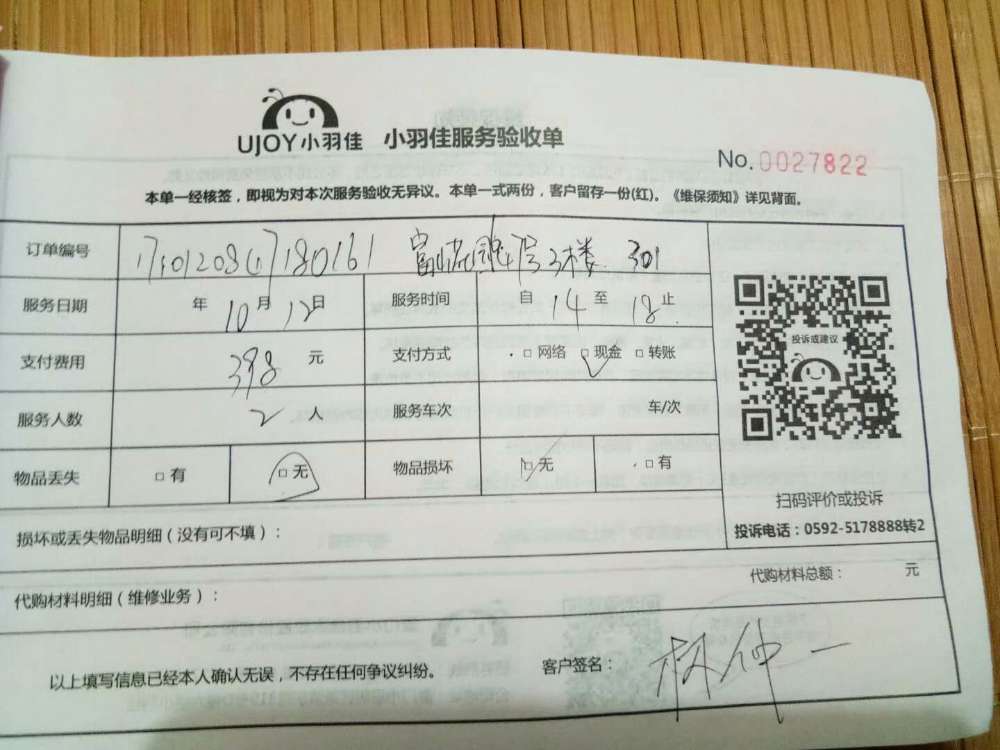 UJOY小羽佳 小羽佳服务验收单
No.0027822
本单一经核签，即视为对本次服务验收无异议。本单一式两份，客户留存一份(红)。《维保须知》详见背面。
订单编号 3楼 301
服务日期 年 10 月 12 日 服务时间 自 14 至 18 止
支付费用 398 元 支付方式 □网络 □现金 □转账
投诉或建议
服务人数 2 人 服务车次 车/次
物品丢失 □有 □无 物品损坏 □无 □有
扫码评价或投诉
投诉电话：0592-5178888转2
损坏或丢失物品明细（没有可不填）：
代购材料明细（维修业务）：
代购材料总额： 元
以上填写信息已经本人确认无误，不存在任何争议纠纷。 客户签名：